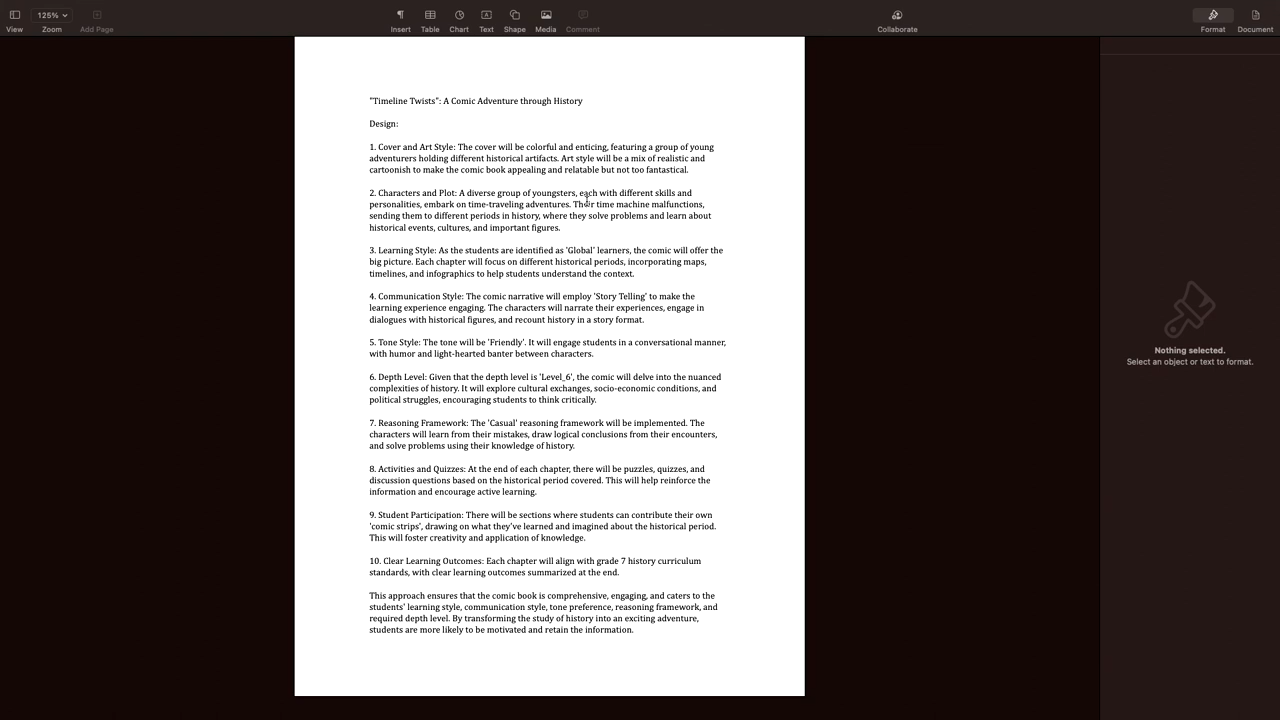 125%
View
Zoom
Add Page
Insert
Table
Chart
Text
Shape
Media
Comment
Collaborate
Format
Document
"Timeline Twists": A Comic Adventure through History
Design:
1. Cover and Art Style: The cover will be colorful and enticing, featuring a group of young
adventurers holding different historical artifacts. Art style will be a mix of realistic and
cartoonish to make the comic book appealing and relatable but not too fantastical.
2. Characters and Plot: A diverse group of youngsters, each with different skills and
personalities, embark on time-traveling adventures. Their time machine malfunctions,
sending them to different periods in history, where they solve problems and learn about
historical events, cultures, and important figures.
3. Learning Style: As the students are identified as 'Global' learners, the comic will offer the
big picture. Each chapter will focus on different historical periods, incorporating maps,
timelines, and infographics to help students understand the context.
4. Communication Style: The comic narrative will employ 'Story Telling' to make the
learning experience engaging. The characters will narrate their experiences, engage in
dialogues with historical figures, and recount history in a story format.
5. Tone Style: The tone will be 'Friendly'. It will engage students in a conversational manner,
with humor and light-hearted banter between characters.
6. Depth Level: Given that the depth level is 'Level_6', the comic will delve into the nuanced
complexities of history. It will explore cultural exchanges, socio-economic conditions, and
political struggles, encouraging students to think critically.
7. Reasoning Framework: The 'Casual' reasoning framework will be implemented. The
characters will learn from their mistakes, draw logical conclusions from their encounters,
and solve problems using their knowledge of history.
8. Activities and Quizzes: At the end of each chapter, there will be puzzles, quizzes, and
discussion questions based on the historical period covered. This will help reinforce the
information and encourage active learning.
9. Student Participation: There will be sections where students can contribute their own
'comic strips', drawing on what they've learned and imagined about the historical period.
This will foster creativity and application of knowledge.
10. Clear Learning Outcomes: Each chapter will align with grade 7 history curriculum
standards, with clear learning outcomes summarized at the end.
This approach ensures that the comic book is comprehensive, engaging, and caters to the
students' learning style, communication style, tone preference, reasoning framework, and
required depth level. By transforming the study of history into an exciting adventure,
students are more likely to be motivated and retain the information.
Nothing selected.
Select an object or text to format.